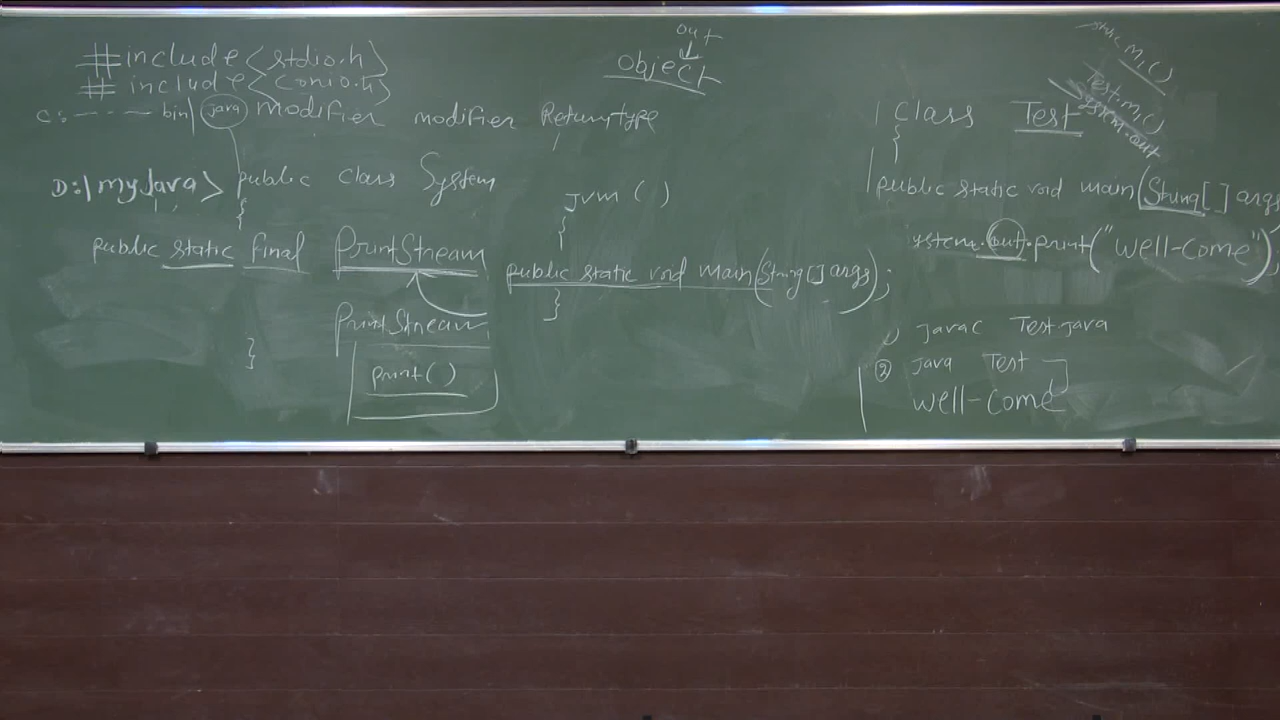 #include<stdio.h>
# include<conio.h>
c:----- bin\ java modifier modifier Returntype
D:\myJava> public class System
{
public static final PrintStream
PrintStream
print()
}
out
object
Jvm ( )
{
public static void main(String[] args);
}
static m1()
Test.m1()
System.out
Class Test
{
public static void main(String[] args
ystem.out.print("Well-Come");
1) Javac Test.java
② Java Test
Well-Come